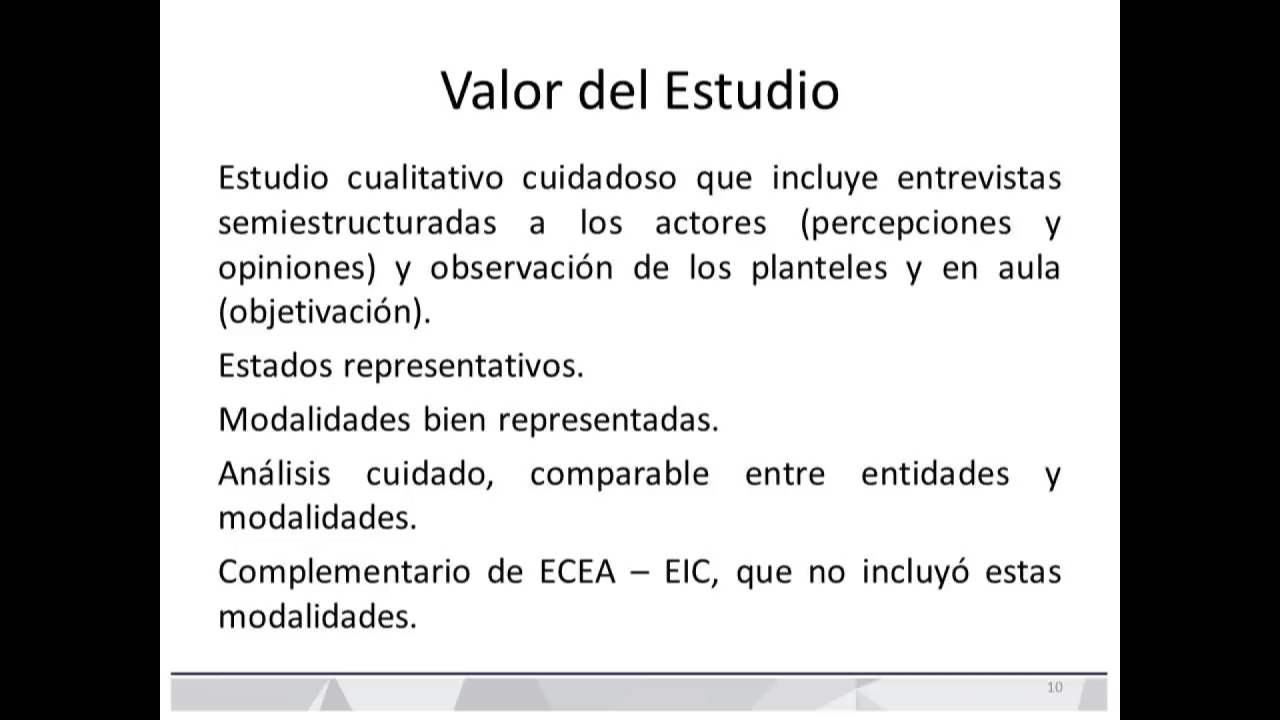 Valor del Estudio
Estudio cualitativo cuidadoso que incluye entrevistas
semiestructuradas a los actores (percepciones y
opiniones) y observación de los planteles y en aula
(objetivación).
Estados representativos.
Modalidades bien representadas.
Análisis cuidado, comparable entre entidades y
modalidades.
Complementario de ECEA – EIC, que no incluyó estas
modalidades.
10